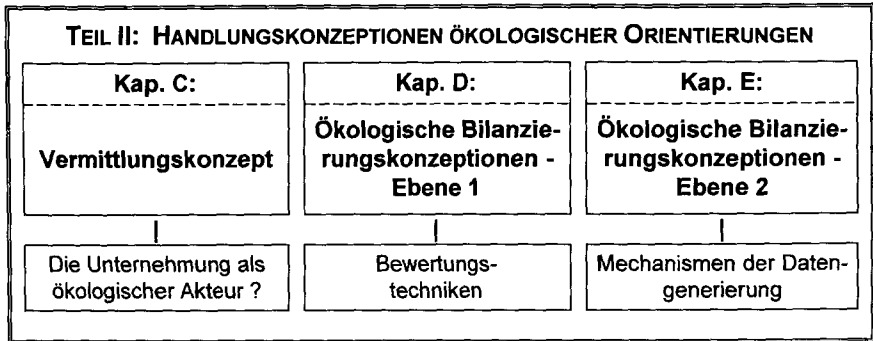 TEIL II: HANDLUNGSKONZEPTIONEN ÖKOLOGISCHER ORIENTIERUNGEN
Kap. C:
Vermittlungskonzept
Die Unternehmung als
ökologischer Akteur ?
Kap. D:
Ökologische Bilanzie-
rungskonzeptionen -
Ebene 1
Bewertungs-
techniken
Kap. E:
Ökologische Bilanzie-
rungskonzeptionen -
Ebene 2
Mechanismen der Daten-
generierung